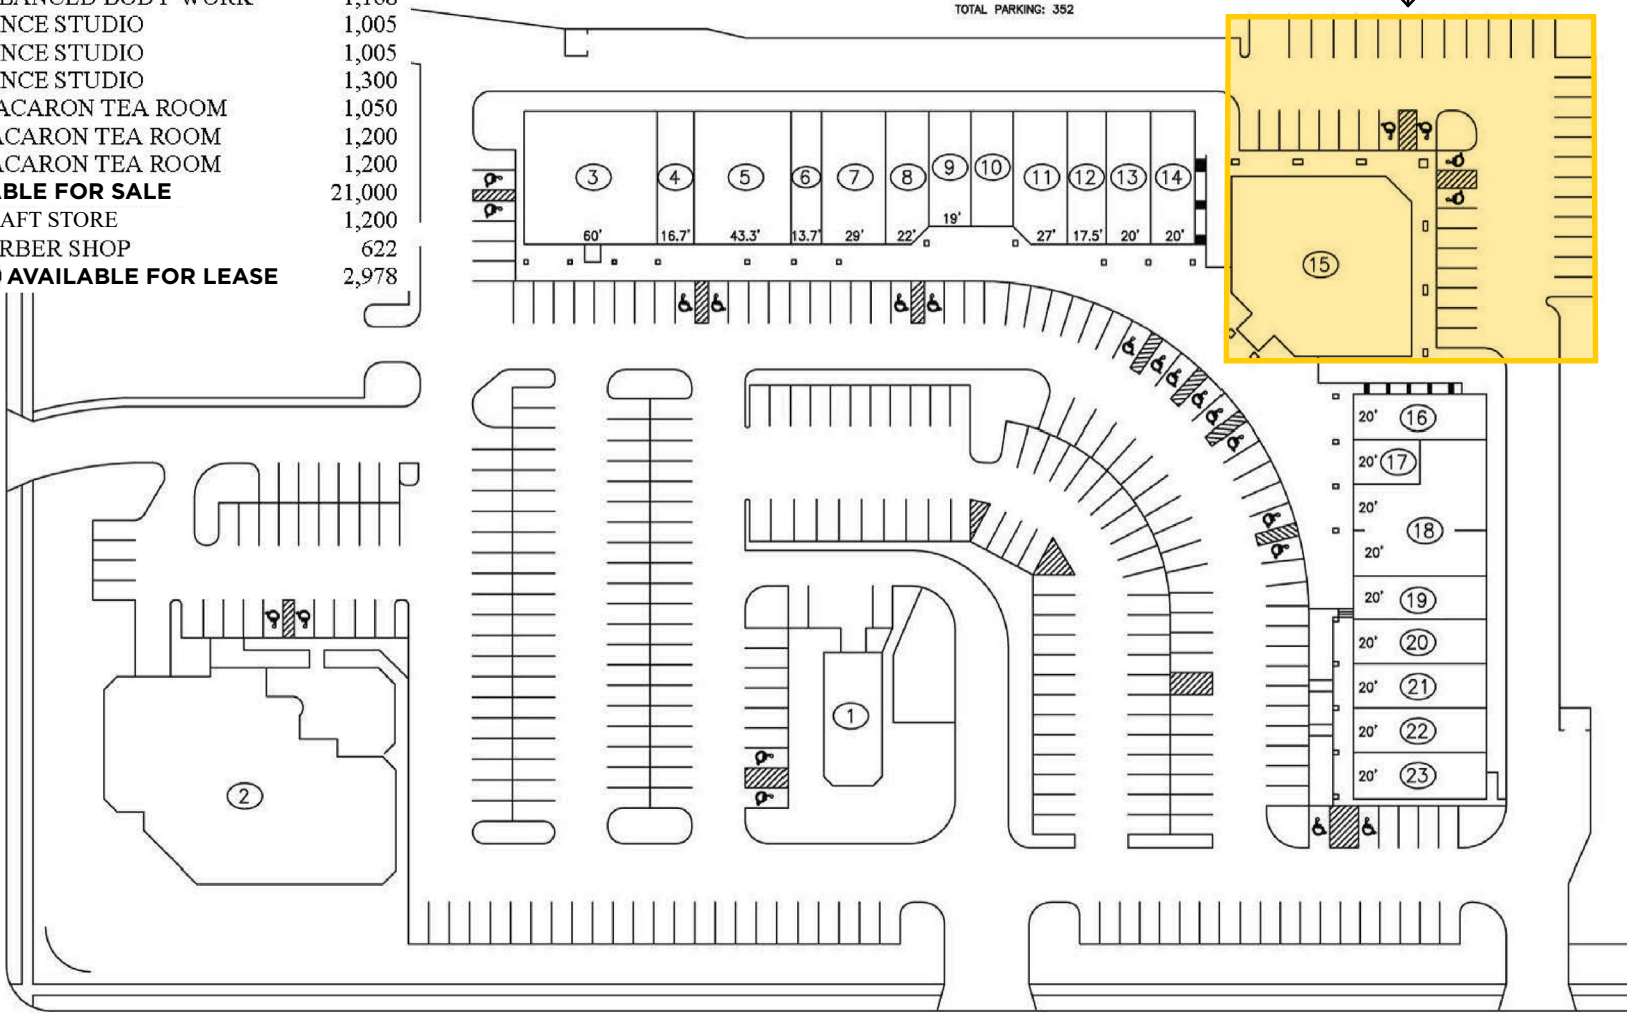 1,168
NCE STUDIO 1,005
NCE STUDIO 1,005
NCE STUDIO 1,300
ACARON TEA ROOM 1,050
ACARON TEA ROOM 1,200
ACARON TEA ROOM 1,200
ABLE FOR SALE 21,000
AFT STORE 1,200
RBER SHOP 622
AVAILABLE FOR LEASE 2,978
TOTAL PARKING: 352
3 4 5 6 7 8 9 10 11 12 13 14
19'
60' 16.7' 43.3' 13.7' 29' 22' 27' 17.5' 20' 20'
15
20' 16
20' 17
20'
18
20'
20' 19
20' 20
20' 21
20' 22
20' 23
1
2